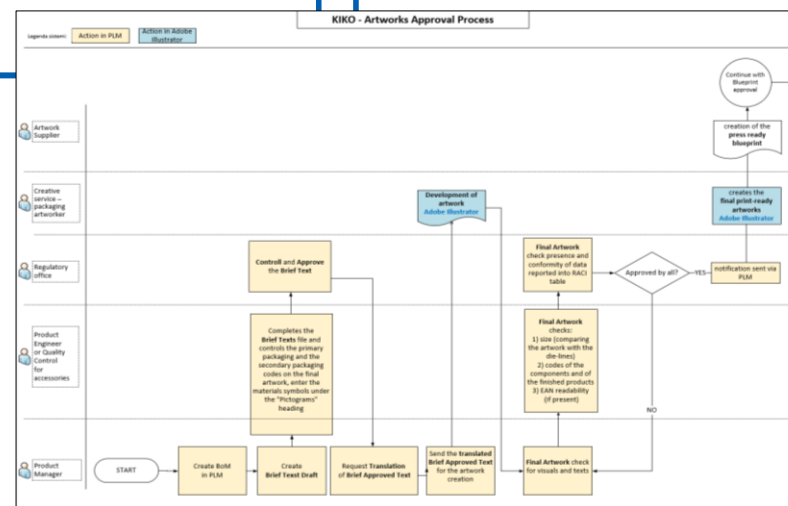 KIKO - Artworks Approval Process
Legenda sistemi:
Action in PLM
Action in Adobe
Illustrator
Continue with
Blueprint
approval
Artwork
Supplier
creation of the
press ready
blueprint
Creative
service –
packaging
artworker
Development of
artwork
Adobe Illustrator
creates the
final print-ready
artworks
Adobe Illustrator
Regulatory
office
Controll and Approve
the Brief Text
Final Artwork
check presence and
conformity of data
reported into RACI
table
Approved by all?
YES
notification sent via
PLM
Product
Engineer
or Quality
Control
for
accessories
Completes the
Brief Texts file and
controls the primary
packaging and the
secondary packaging
codes on the final
artwork, enter the
materials symbols under
the "Pictograms"
heading
Final Artwork
checks:
1) size (comparing
the artwork with the
die-lines)
2) codes of the
components and of
the finished products
3) EAN readability
(if present)
NO
Product
Manager
START
Create BoM
in PLM
Create
Brief Texst Draft
Request Translation
of Brief Approved Text
Send the translated
Brief Approved Text
for the artwork
creation
Final Artwork check
for visuals and texts